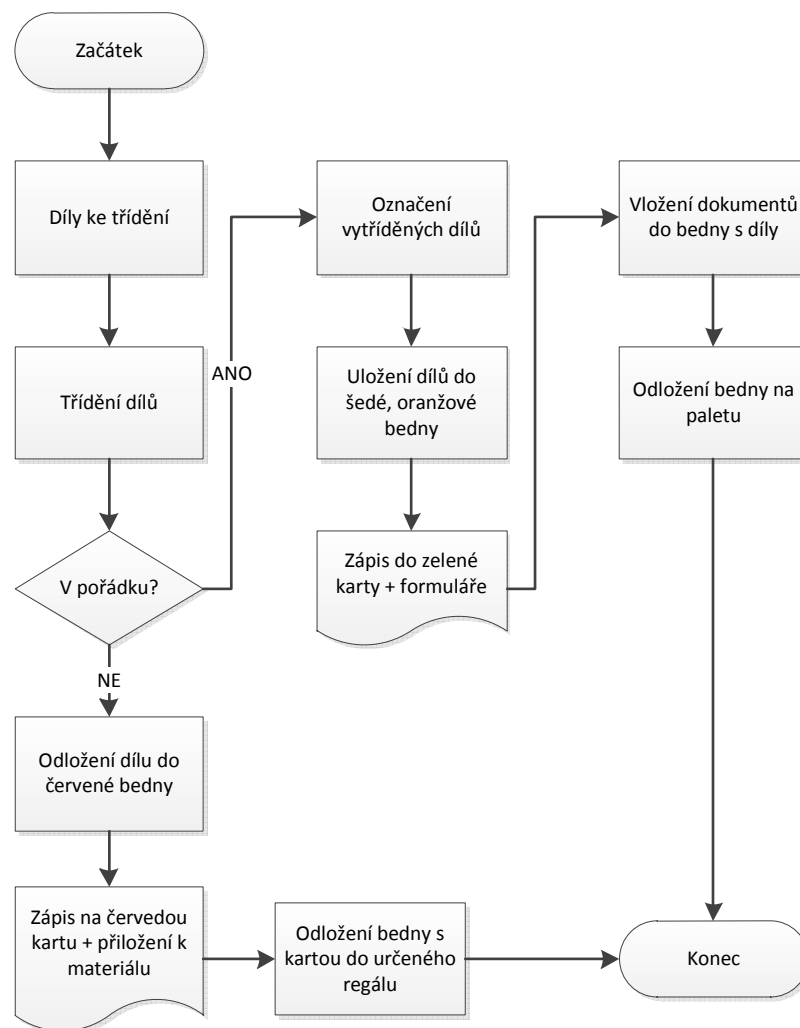 Začátek
Díly ke třídění
Třídění dílů
V pořádku?
ANO
NE
Označení
vytříděných dílů
Uložení dílů do
šedé, oranžové
bedny
Zápis do zelené
karty + formuláře
Vložení dokumentů
do bedny s díly
Odložení bedny na
paletu
Odložení dílu do
červené bedny
Zápis na červedou
kartu + přiložení k
materiálu
Odložení bedny s
kartou do určeného
regálu
Konec